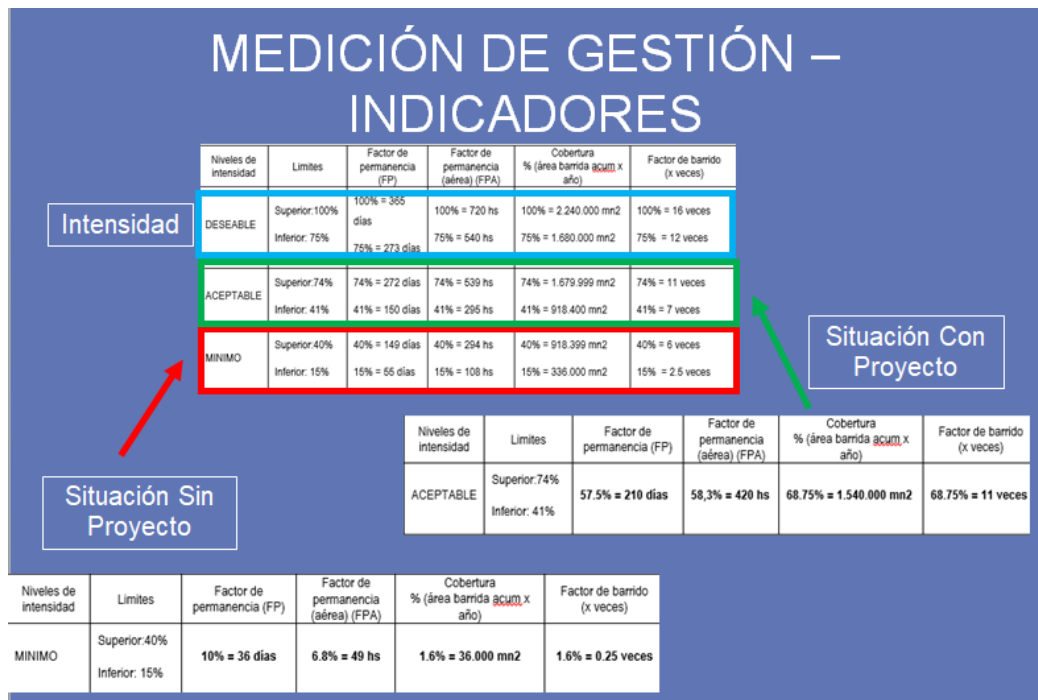 MEDICIÓN DE GESTIÓN –
INDICADORES
Niveles de intensidad | Limites | Factor de permanencia (FP) | Factor de permanencia (aérea) (FPA) | Cobertura % (área barrida acum x año) | Factor de barrido (x veces)
Intensidad
DESEABLE | Superior:100% | 100% = 365 días | 100% = 720 hs | 100% = 2.240.000 mn2 | 100% = 16 veces
Inferior: 75% | 75% = 273 días | 75% = 540 hs | 75% = 1.680.000 mn2 | 75% = 12 veces
ACEPTABLE | Superior:74% | 74% = 272 días | 74% = 539 hs | 74% = 1.679.999 mn2 | 74% = 11 veces
Inferior: 41% | 41% = 150 días | 41% = 295 hs | 41% = 918.400 mn2 | 41% = 7 veces
MINIMO | Superior:40% | 40% = 149 días | 40% = 294 hs | 40% = 918.399 mn2 | 40% = 6 veces
Inferior: 15% | 15% = 55 días | 15% = 108 hs | 15% = 336.000 mn2 | 15% = 2.5 veces
Situación Con
Proyecto
Niveles de intensidad | Limites | Factor de permanencia (FP) | Factor de permanencia (aérea) (FPA) | Cobertura % (área barrida acum x año) | Factor de barrido (x veces)
ACEPTABLE | Superior:74% Inferior: 41% | 57.5% = 210 días | 58,3% = 420 hs | 68.75% = 1.540.000 mn2 | 68.75% = 11 veces
Situación Sin
Proyecto
Niveles de intensidad | Limites | Factor de permanencia (FP) | Factor de permanencia (aérea) (FPA) | Cobertura % (área barrida acum x año) | Factor de barrido (x veces)
MINIMO | Superior:40% Inferior: 15% | 10% = 36 días | 6.8% = 49 hs | 1.6% = 36.000 mn2 | 1.6% = 0.25 veces